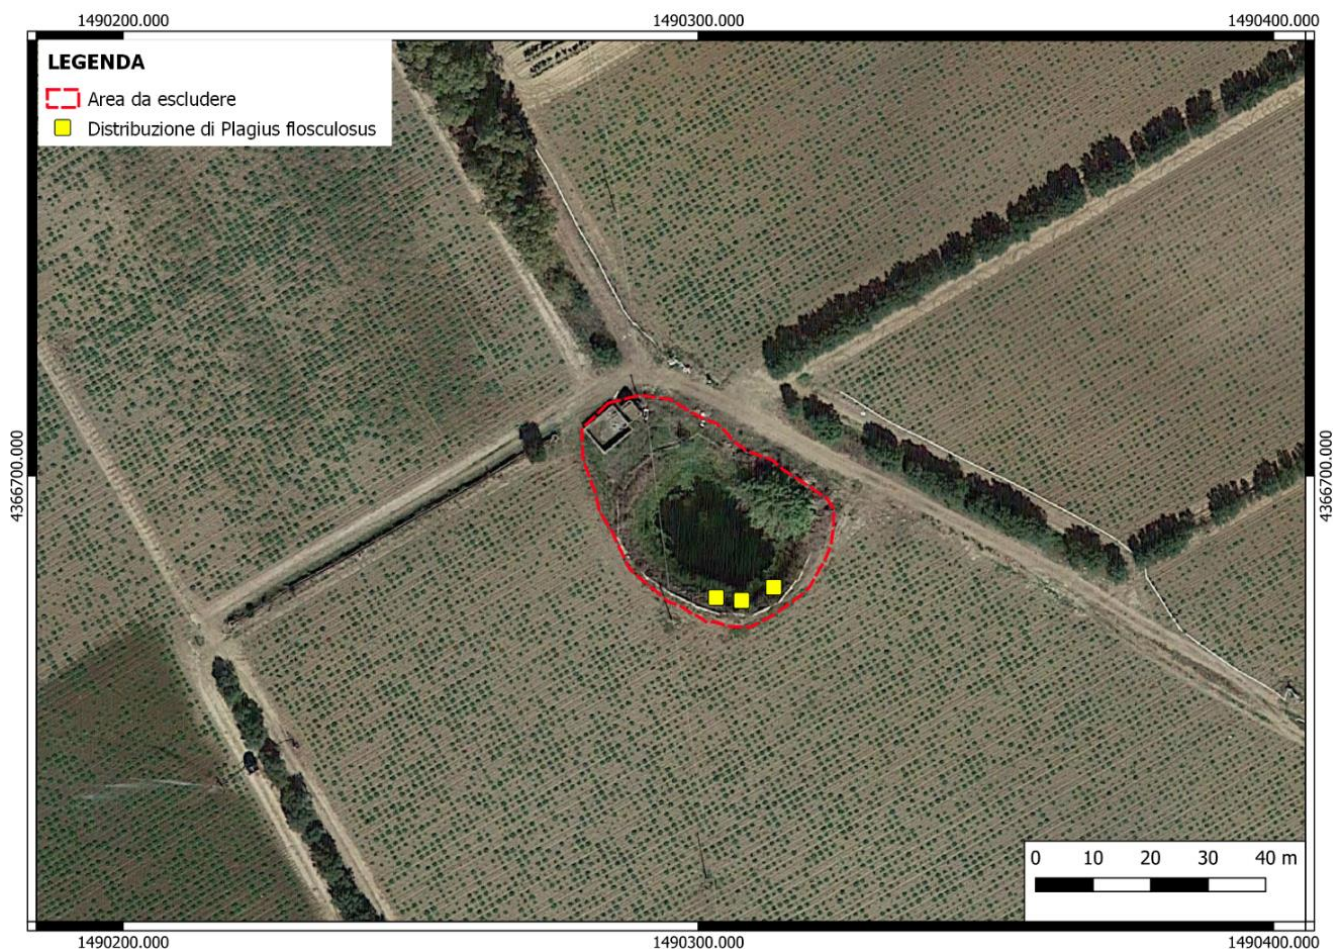 1490200.000 1490300.000 1490400.000
LEGENDA
Area da escludere
Distribuzione di Plagius flosculosus
4366700.000 4366700.000
0 10 20 30 40 m
1490200.000 1490300.000 1490400.000